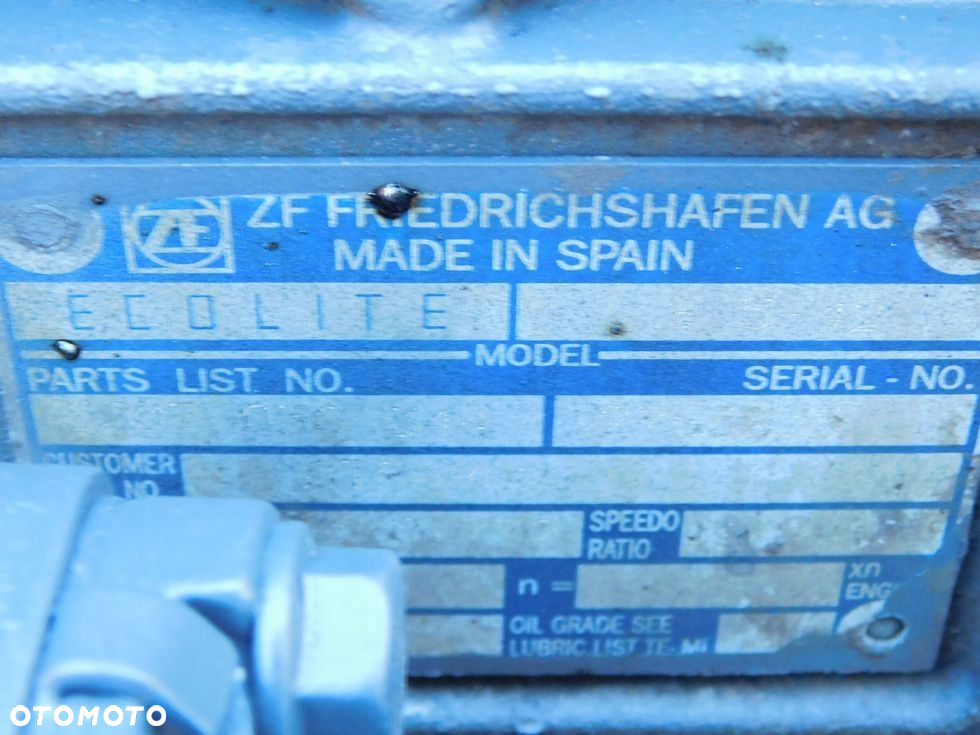 ZF
ZF FRIEDRICHSHAFEN AG
MADE IN SPAIN
ECOLITE
MODEL
PARTS LIST NO.
SERIAL - NO.
CUSTOMER
NO
SPEEDO
RATIO
n =
xn
OIL GRADE SEE
LUBRIC. LIST TE-ML
OTOMOTO